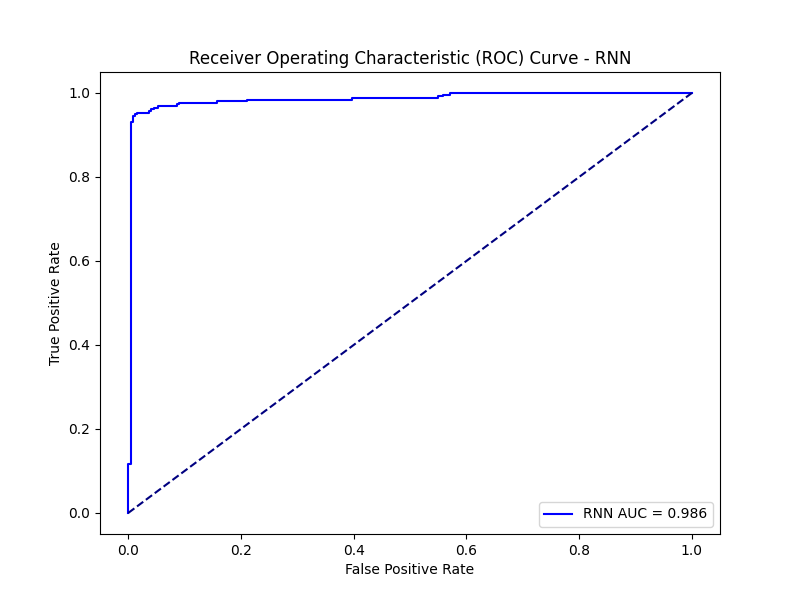 Receiver Operating Characteristic (ROC) Curve - RNN
1.0
0.8
0.6
0.4
0.2
0.0
True Positive Rate
RNN AUC = 0.986
0.0 0.2 0.4 0.6 0.8 1.0
False Positive Rate